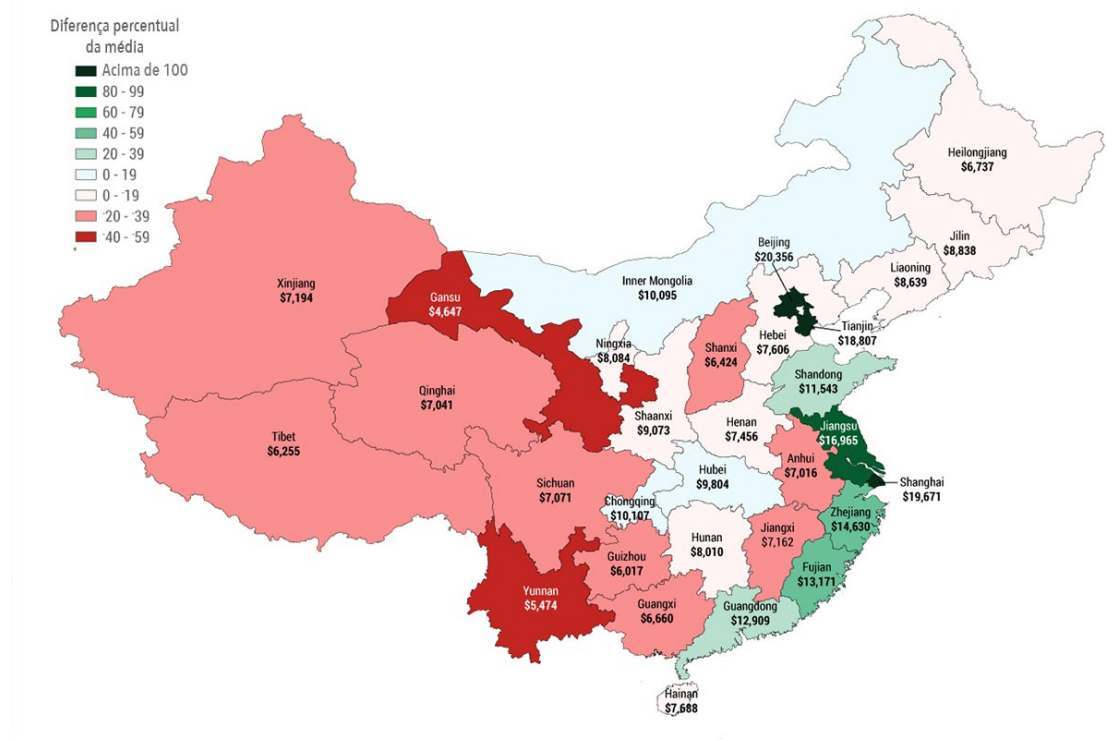 Diferença percentual
da média
Acima de 100
80 - 99
60 - 79
40 - 59
20 - 39
0 - 19
0 - -19
-20 - -39
-40 - -59
Heilongjiang
$6,737
Jilin
$8,838
Beijing
$20,356
Liaoning
$8,639
Xinjiang
$7,194
Inner Mongolia
$10,095
Gansu
$4,647
Tianjin
$18,807
Hebei
$7,606
Ningxia
$8,084
Shanxi
$6,424
Shandong
$11,543
Qinghai
$7,041
Shaanxi
$9,073
Henan
$7,456
Jiangsu
$16,965
Tibet
$6,255
Anhui
$7,016
Hubei
$9,804
Sichuan
$7,071
Shanghai
$19,671
Chongqing
$10,107
Zhejiang
$14,630
Jiangxi
$7,162
Hunan
$8,010
Guizhou
$6,017
Fujian
$13,171
Yunnan
$5,474
Guangxi
$6,660
Guangdong
$12,909
Hainan
$7,688